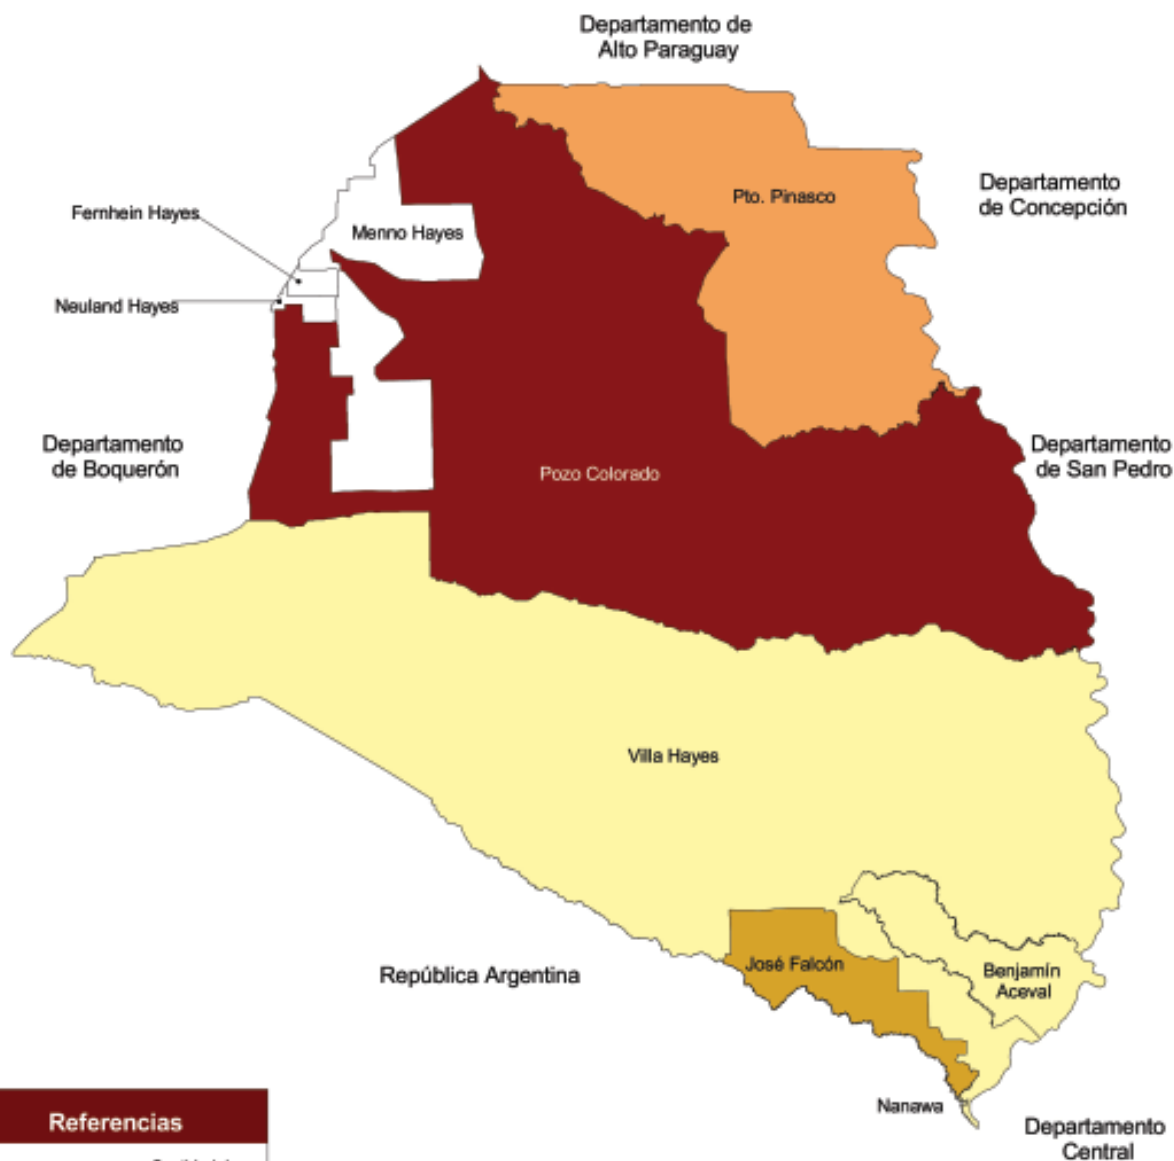 Departamento de
Alto Paraguay
Departamento
de Concepción
Pto. Pinasco
Fernhein Hayes
Menno Hayes
Neuland Hayes
Departamento
de Boquerón
Pozo Colorado
Departamento
de San Pedro
Villa Hayes
José Falcón
Benjamín
Aceval
República Argentina
Nanawa
Departamento
Central
Referencias